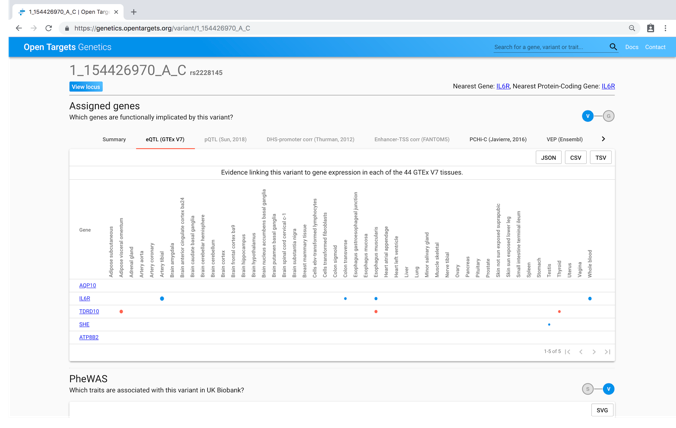 1_154426970_A_C | Open Targets G
https://genetics.opentargets.org/variant/1_154426970_A_C
Open Targets Genetics
Search for a gene, variant or trait...
Docs
Contact
1_154426970_A_C rs2228145
View locus
Nearest Gene: IL6R, Nearest Protein-Coding Gene: IL6R
Assigned genes
Which genes are functionally implicated by this variant?
V
G
Summary
eQTL (GTEx V7)
pQTL (Sun, 2018)
DHS-promoter corr (Thurman, 2012)
Enhancer-TSS corr (FANTOM5)
PCHi-C (Javierre, 2016)
VEP (Ensembl)
JSON
CSV
TSV
Evidence linking this variant to gene expression in each of the 44 GTEx V7 tissues.
Gene
Adipose subcutaneous
Adipose visceral omentum
Adrenal gland
Artery aorta
Artery coronary
Artery tibial
Brain amygdala
Brain anterior cingulate cortex ba24
Brain caudate basal ganglia
Brain cerebellar hemisphere
Brain cerebellum
Brain cortex
Brain frontal cortex ba9
Brain hippocampus
Brain hypothalamus
Brain nucleus accumbens basal ganglia
Brain putamen basal ganglia
Brain spinal cord cervical c-1
Brain substantia nigra
Breast mammary tissue
Cells ebv-transformed lymphocytes
Cells transformed fibroblasts
Colon sigmoid
Colon transverse
Esophagus gastroesophageal junction
Esophagus mucosa
Esophagus muscularis
Heart atrial appendage
Heart left ventricle
Liver
Lung
Minor salivary gland
Muscle skeletal
Nerve tibial
Ovary
Pancreas
Pituitary
Prostate
Skin not sun exposed suprapubic
Skin sun exposed lower leg
Small intestine terminal ileum
Spleen
Stomach
Testis
Thyroid
Uterus
Vagina
Whole blood
AQP10
IL6R
TDRD10
SHE
ATP8B2
1-5 of 5
PheWAS
Which traits are associated with this variant in UK Biobank?
S
V
SVG